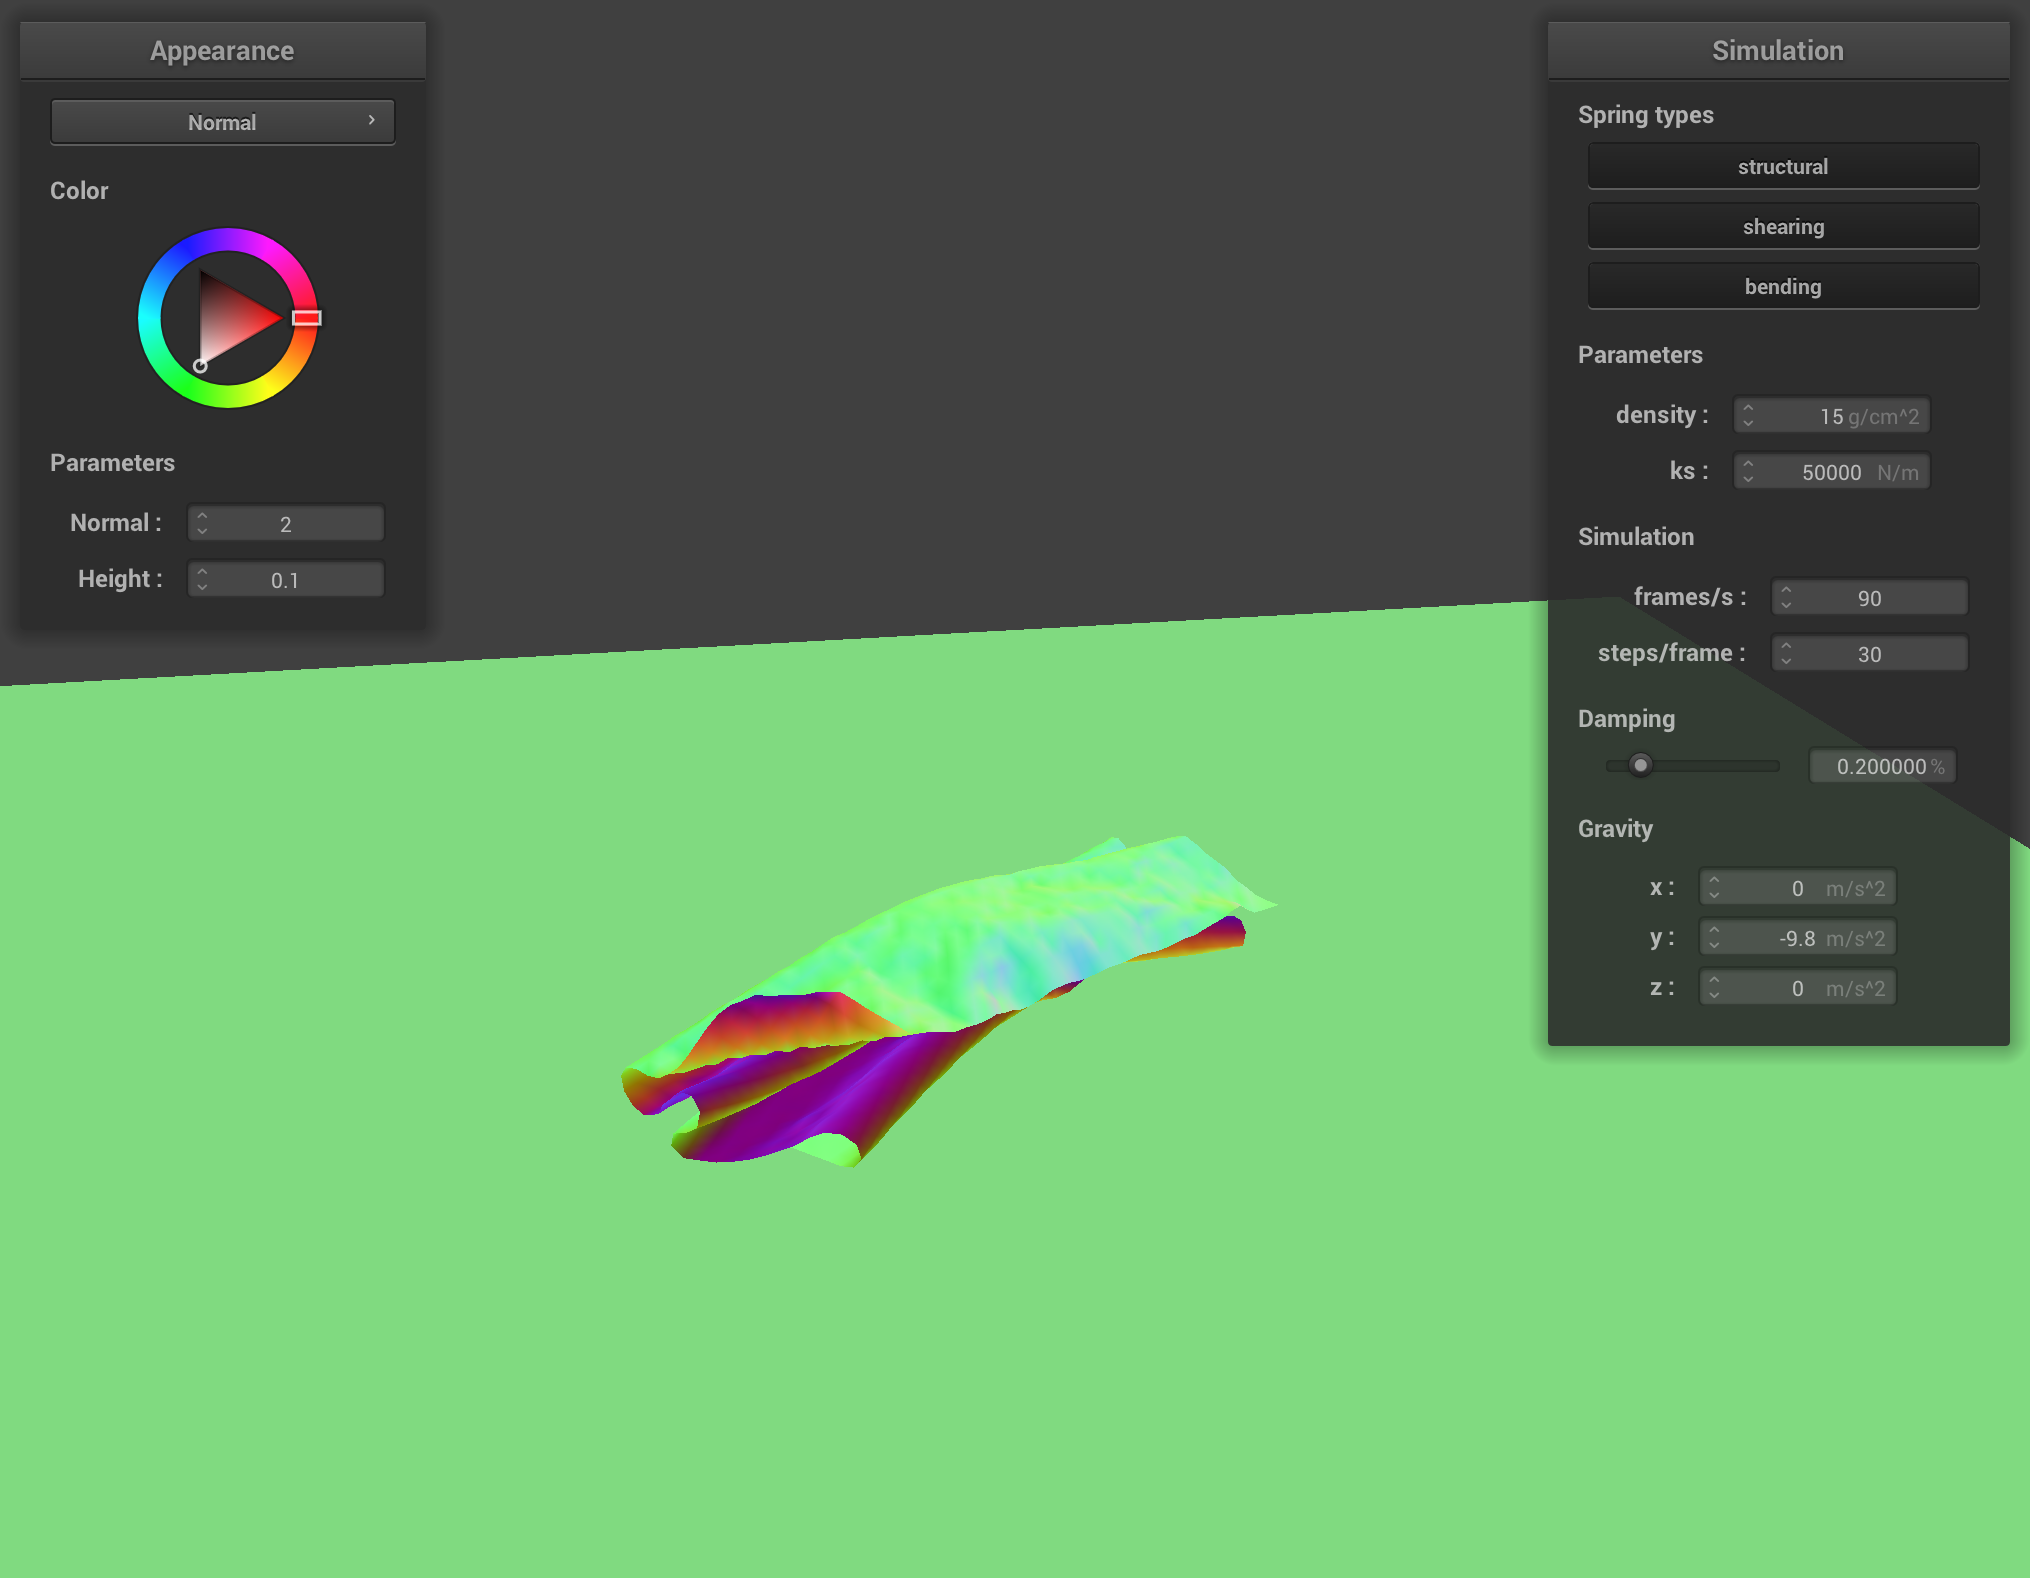 Appearance
Normal
Color
Parameters
Normal : 2
Height : 0.1
Simulation
Spring types
structural
shearing
bending
Parameters
density : 15 g/cm^2
ks : 50000 N/m
Simulation
frames/s : 90
steps/frame : 30
Damping
0.200000 %
Gravity
x : 0 m/s^2
y : -9.8 m/s^2
z : 0 m/s^2